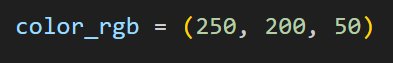 color_rgb = (250, 200, 50)